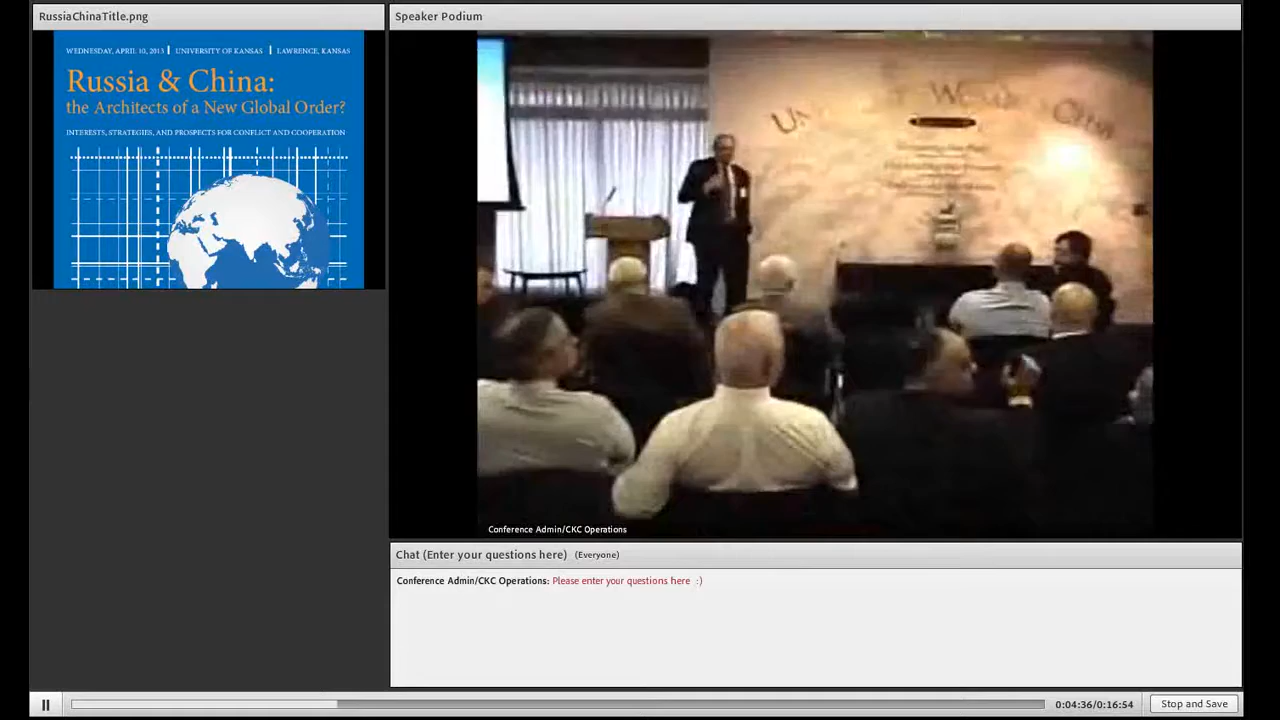 RussiaChinaTitle.png
WEDNESDAY, APRIL 10, 2013 | UNIVERSITY OF KANSAS | LAWRENCE, KANSAS
Russia & China:
the Architects of a New Global Order?
INTERESTS, STRATEGIES, AND PROSPECTS FOR CONFLICT AND COOPERATION
Speaker Podium
Conference Admin/CKC Operations
Chat (Enter your questions here) (Everyone)
Conference Admin/CKC Operations: Please enter your questions here :)
0:04:36/0:16:54
Stop and Save